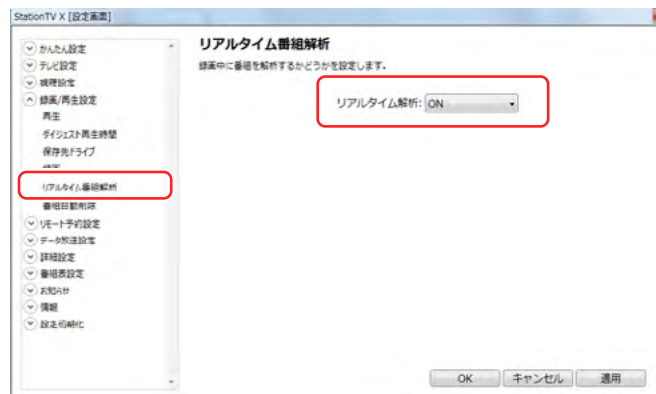 StationTV X [設定画面]
かんたん設定
テレビ設定
視聴設定
録画/再生設定
再生
ダイジェスト再生時間
保存先ドライブ
録画
リアルタイム番組解析
番組自動削除
リモート予約設定
データ放送設定
詳細設定
番組表設定
お知らせ
情報
設定初期化
リアルタイム番組解析
録画中に番組を解析するかどうかを設定します。
リアルタイム解析: ON
OK キャンセル 適用